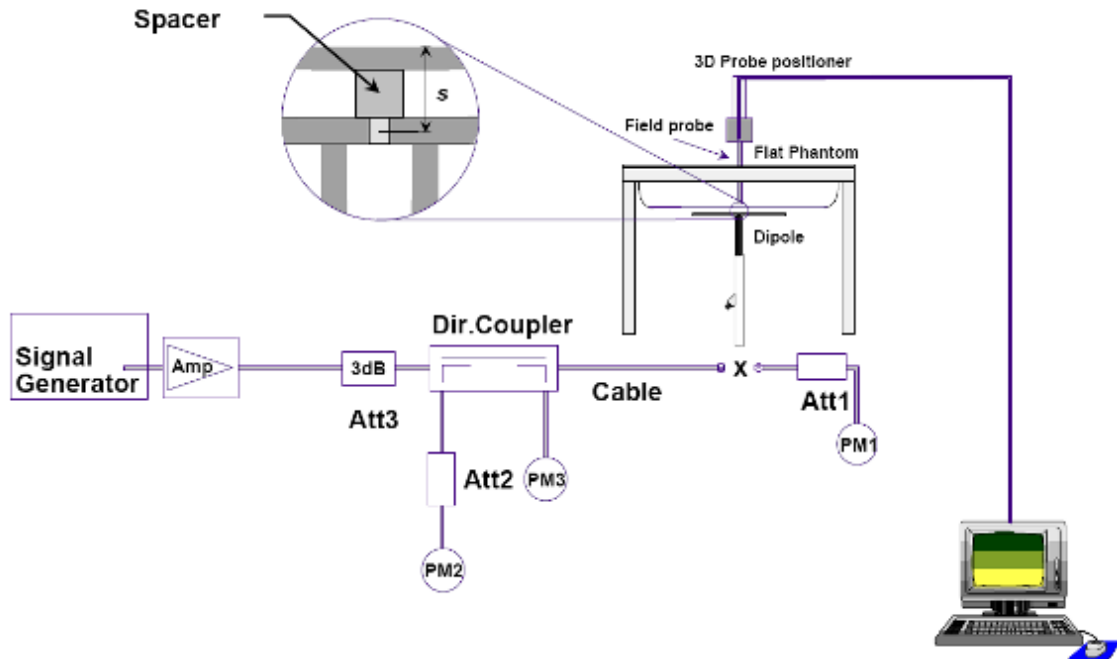 Spacer
s
3D Probe positioner
Field probe
Flat Phantom
Dipole
Signal
Generator
Amp
3dB
Att3
Dir.Coupler
Cable
X
Att1
PM1
Att2
PM3
PM2